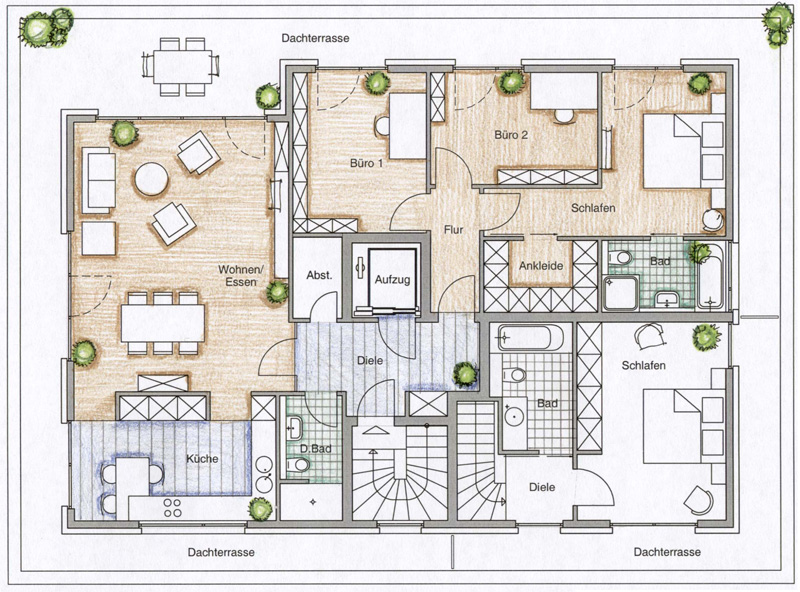 Dachterrasse
Büro 1
Büro 2
Schlafen
Flur
Wohnen/
Essen
Abst.
Aufzug
Ankleide
Bad
Diele
Schlafen
Bad
Küche
D.Bad
Diele
Dachterrasse
Dachterrasse